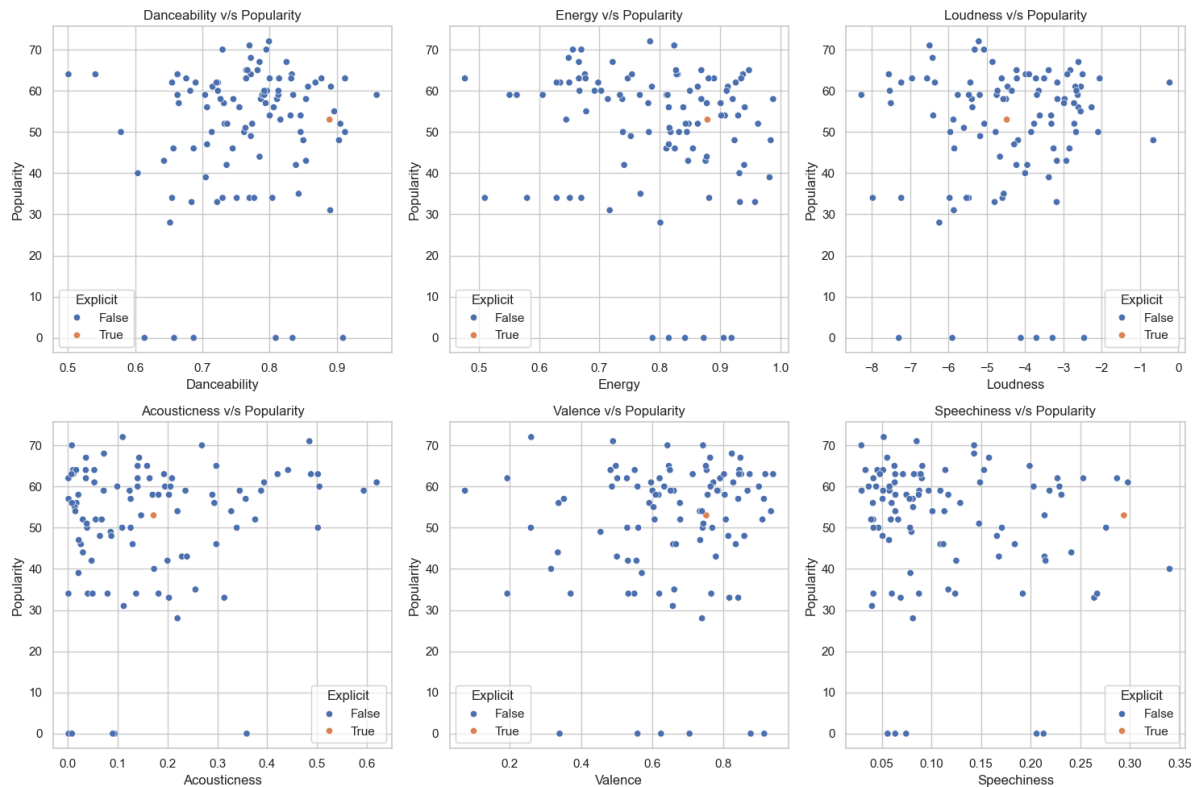 Danceability v/s Popularity
Popularity
70
60
50
40
30
20
10
0
Explicit
False
True
0.5 0.6 0.7 0.8 0.9
Danceability
Energy v/s Popularity
Popularity
70
60
50
40
30
20
10
0
Explicit
False
True
0.5 0.6 0.7 0.8 0.9 1.0
Energy
Loudness v/s Popularity
Popularity
70
60
50
40
30
20
10
0
Explicit
False
True
−8 −7 −6 −5 −4 −3 −2 −1 0
Loudness
Acousticness v/s Popularity
Popularity
70
60
50
40
30
20
10
0
Explicit
False
True
0.0 0.1 0.2 0.3 0.4 0.5 0.6
Acousticness
Valence v/s Popularity
Popularity
70
60
50
40
30
20
10
0
Explicit
False
True
0.2 0.4 0.6 0.8
Valence
Speechiness v/s Popularity
Popularity
70
60
50
40
30
20
10
0
Explicit
False
True
0.05 0.10 0.15 0.20 0.25 0.30 0.35
Speechiness